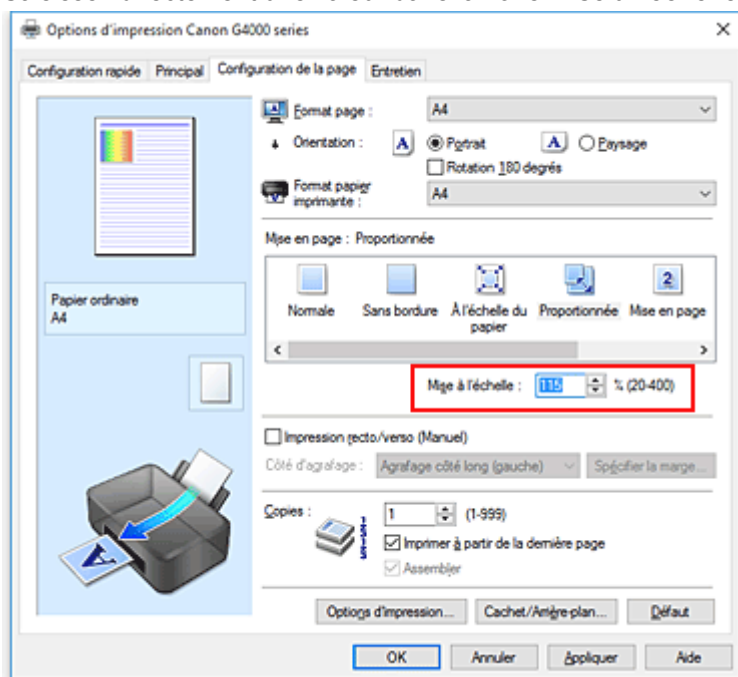 Options d'impression Canon G4000 series
Configuration rapide Principal Configuration de la page Entretien
Format page : A4
Orientation : A Portrait A Paysage
Rotation 180 degrés
Format papier imprimante : A4
Mise en page : Proportionnée
Papier ordinaire
A4
Normale Sans bordure À l'échelle du papier Proportionnée 2 Mise en page
Mise à l'échelle : 115 % (20-400)
Impression recto/verso (Manuel)
Côté d'agrafage : Agrafage côté long (gauche) Spécifier la marge...
Copies : 1 (1-999)
Imprimer à partir de la dernière page
Assembler
A
Options d'impression... Cachet/Arrière-plan... Défaut
OK Annuler Appliquer Aide